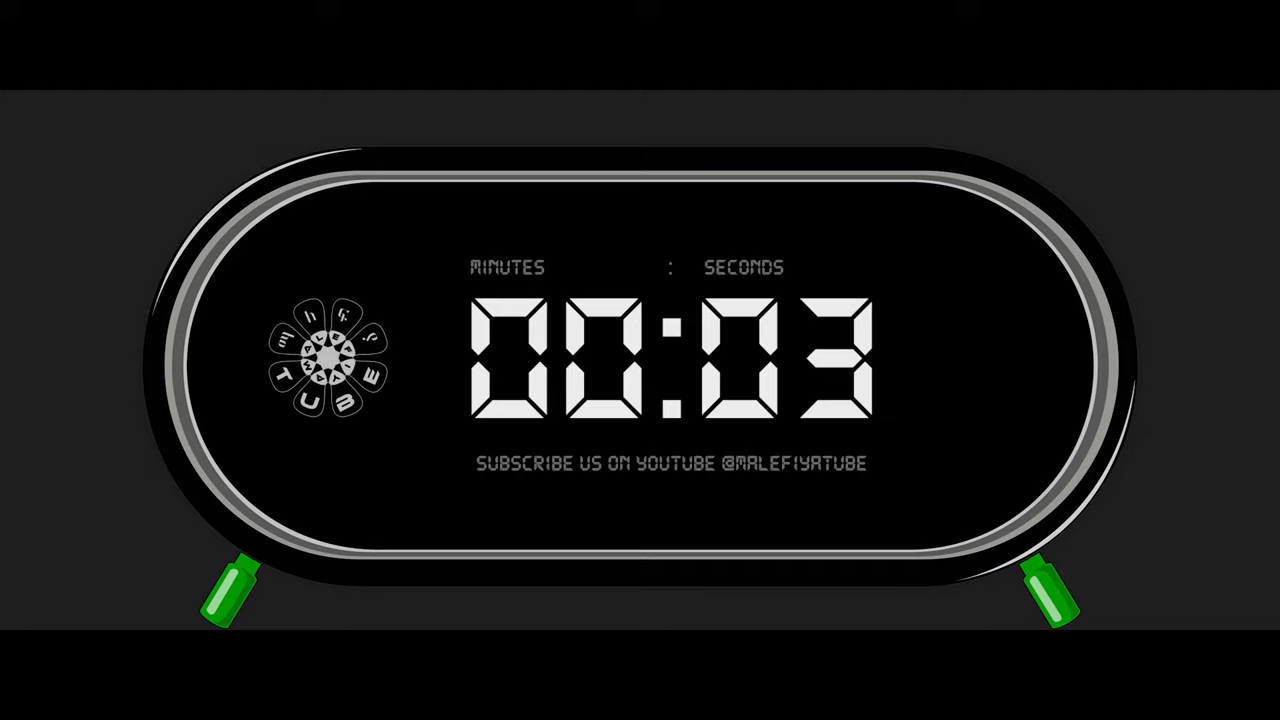 MINUTES : SECONDS
00:03
SUBSCRIBE US ON YOUTUBE @MALEFIYATUBE
TUBE